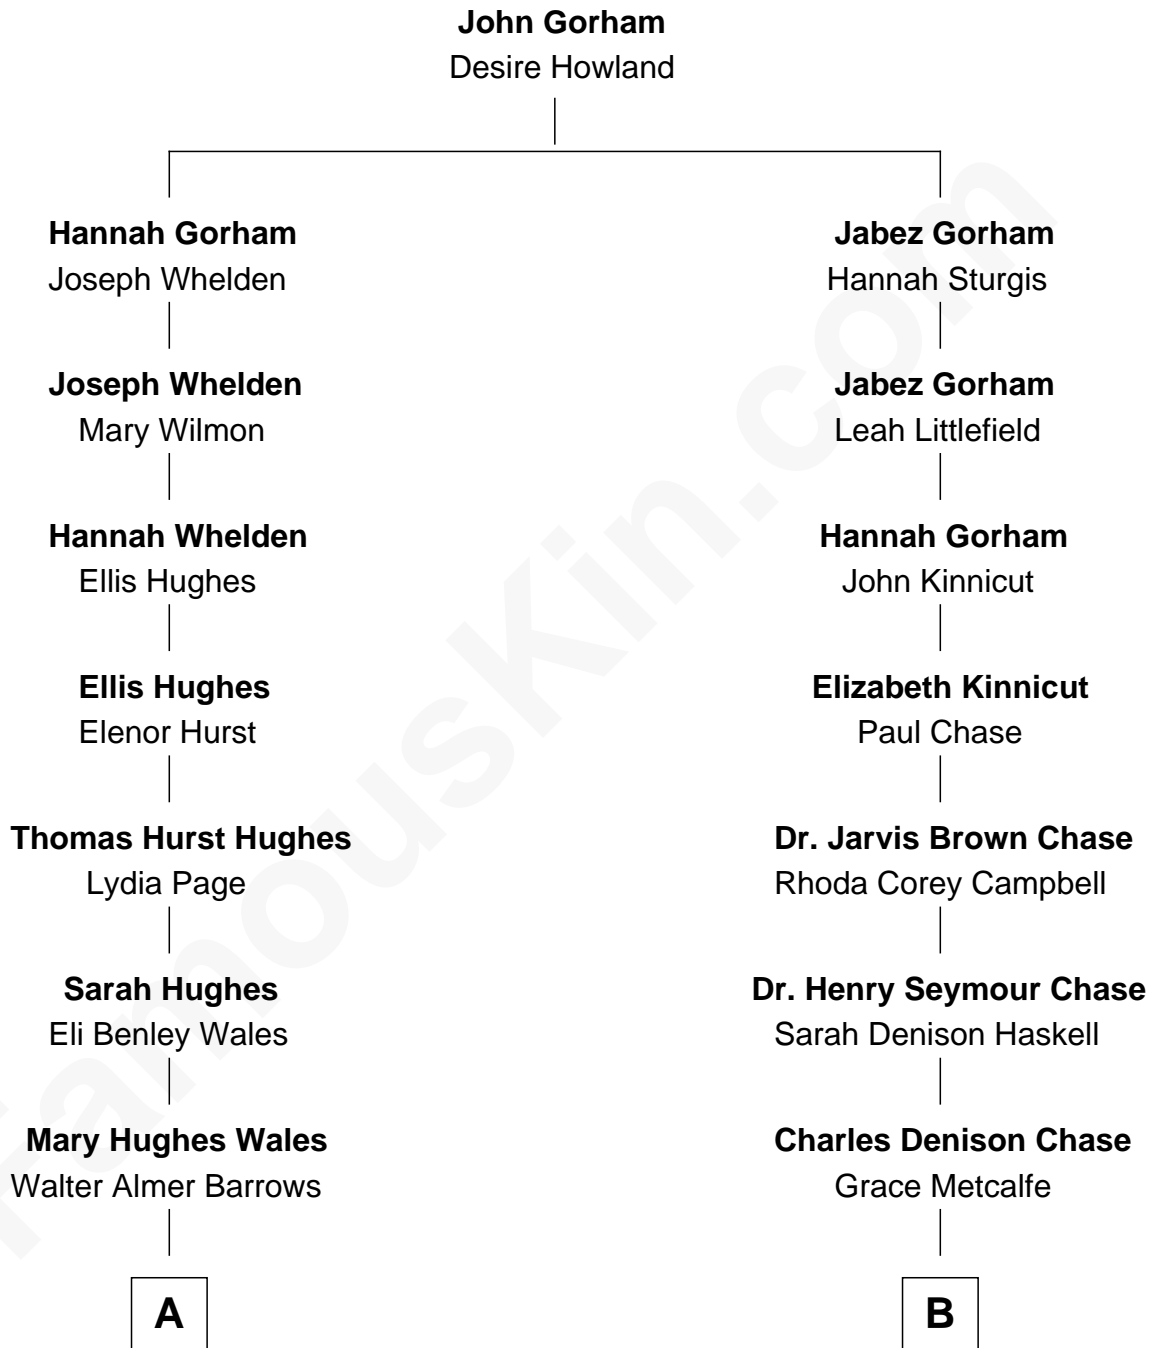 John Gorham
Desire Howland
Hannah Gorham
Joseph Whelden
Jabez Gorham
Hannah Sturgis
Joseph Whelden
Mary Wilmon
Jabez Gorham
Leah Littlefield
Hannah Whelden
Ellis Hughes
Hannah Gorham
John Kinnicut
Ellis Hughes
Elenor Hurst
Elizabeth Kinnicut
Paul Chase
Thomas Hurst Hughes
Lydia Page
Dr. Jarvis Brown Chase
Rhoda Corey Campbell
Sarah Hughes
Eli Benley Wales
Dr. Henry Seymour Chase
Sarah Denison Haskell
Mary Hughes Wales
Walter Almer Barrows
Charles Denison Chase
Grace Metcalfe
A
B
FamousKin.com